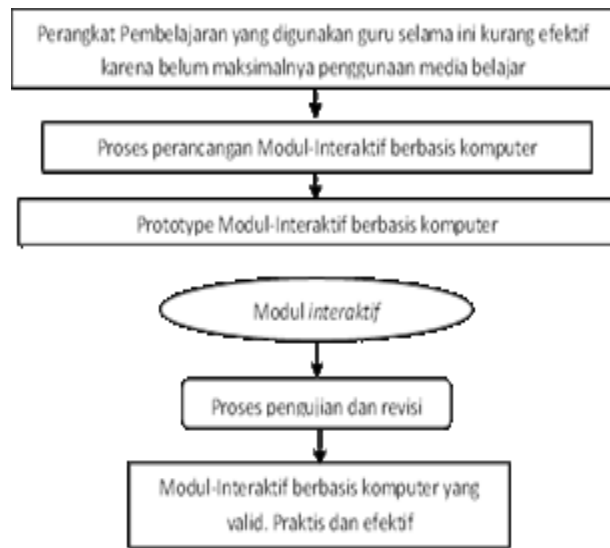 Perangkat Pembelajaran yang digunakan guru selama ini kurang efektif
karena belum maksimalnya penggunaan media belajar
Proses perancangan Modul-Interaktif berbasis komputer
Prototype Modul-Interaktif berbasis komputer
Modul interaktif
Proses pengujian dan revisi
Modul-Interaktif berbasis komputer yang
valid. Praktis dan efektif